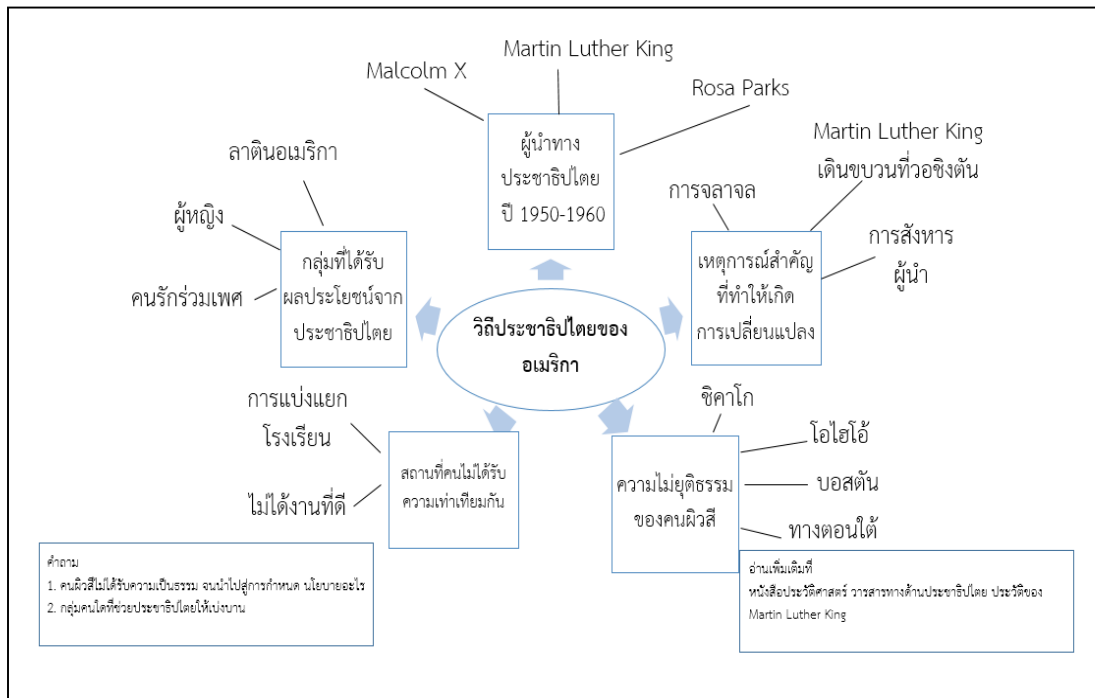 Martin Luther King
Malcolm X
Rosa Parks
ผู้นำทาง
ประชาธิปไตย
ปี 1950-1960
Martin Luther King
เดินขบวนที่วอชิงตัน
การจลาจล
การสังหาร
ผู้นำ
เหตุการณ์สำคัญ
ที่ทำให้เกิด
การเปลี่ยนแปลง
ลาตินอเมริกา
ผู้หญิง
คนรักร่วมเพศ
กลุ่มที่ได้รับ
ผลประโยชน์จาก
ประชาธิปไตย
วิถีประชาธิปไตยของ
อเมริกา
การแบ่งแยก
โรงเรียน
ไม่ได้งานที่ดี
สถานที่คนไม่ได้รับ
ความเท่าเทียมกัน
ชิคาโก
โอไฮโอ้
บอสตัน
ทางตอนใต้
ความไม่ยุติธรรม
ของคนผิวสี
คำถาม
1. คนผิวสีไม่ได้รับความเป็นธรรม จนนำไปสู่การกำหนด นโยบายอะไร
2. กลุ่มคนใดที่ช่วยประชาธิปไตยให้เบ่งบาน
อ่านเพิ่มเติมที่
หนังสือประวัติศาสตร์ วารสารทางด้านประชาธิปไตย ประวัติของ
Martin Luther King